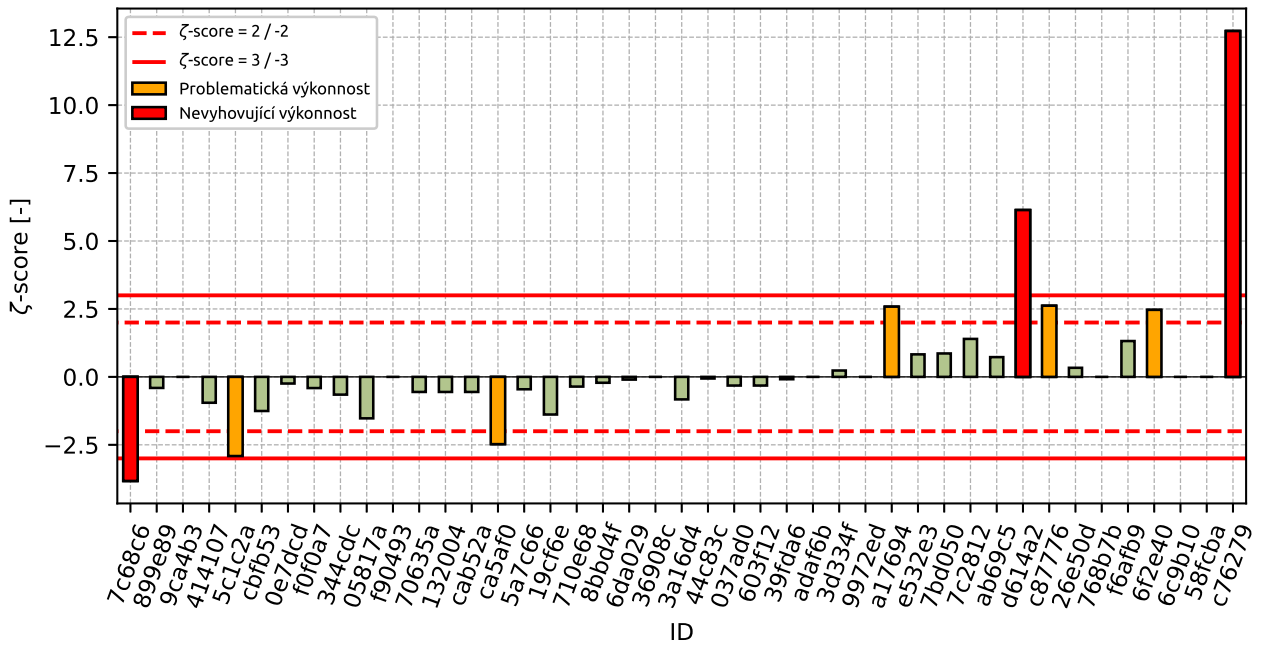 ζ-score = 2 / -2
ζ-score = 3 / -3
Problematická výkonnost
Nevyhovující výkonnost
12.5
10.0
7.5
5.0
2.5
0.0
−2.5
ζ-score [-]
7c68c6
899e89
9ca4b3
414107
5c1c2a
cbfb53
0e7dcd
f0f0a7
344cdc
05817a
f90493
70635a
132004
cab52a
ca5af0
5a7c66
19cf6e
710e68
8bbd4f
6da029
36908c
3a16d4
44c83c
037ad0
603f12
39fda6
adaf6b
3d334f
9972ed
a17694
e532e3
7bd050
7c2812
ab69c5
d614a2
c87776
26e50d
768b7b
f6afb9
6f2e40
6c9b10
58fcba
c76279
ID